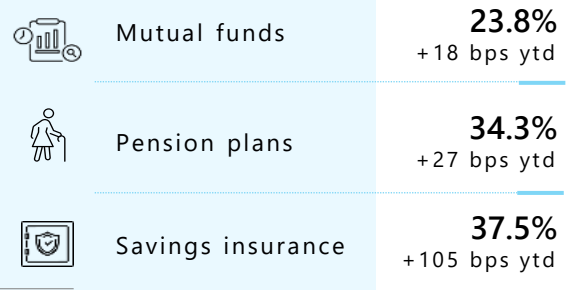 Mutual funds
23.8%
+18 bps ytd
Pension plans
34.3%
+27 bps ytd
Savings insurance
37.5%
+105 bps ytd